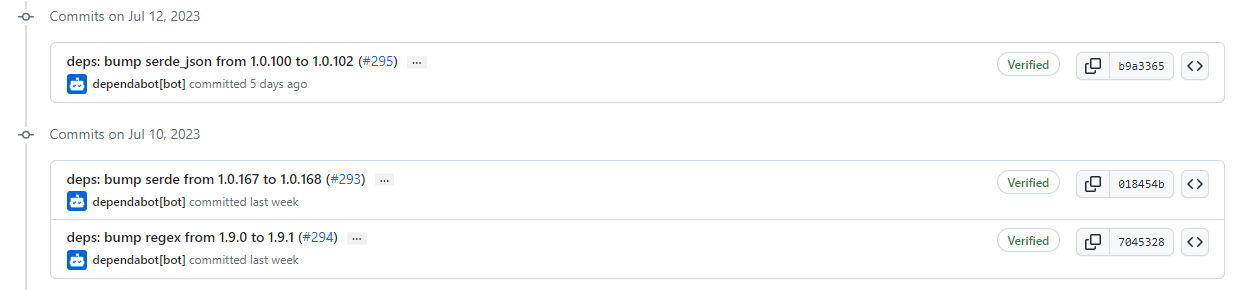 Commits on Jul 12, 2023
deps: bump serde_json from 1.0.100 to 1.0.102 (#295) ...
Verified
b9a3365
dependabot[bot] committed 5 days ago
Commits on Jul 10, 2023
deps: bump serde from 1.0.167 to 1.0.168 (#293) ...
Verified
018454b
dependabot[bot] committed last week
deps: bump regex from 1.9.0 to 1.9.1 (#294) ...
Verified
7045328
dependabot[bot] committed last week